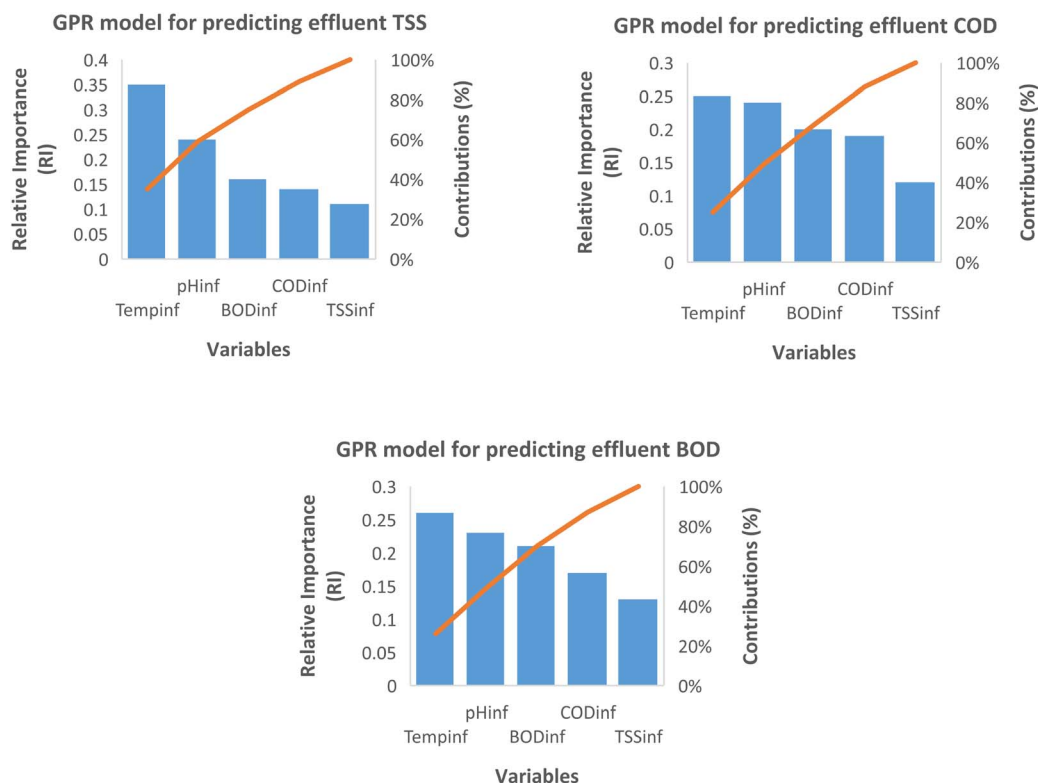 GPR model for predicting effluent TSS
Relative Importance
(RI)
0.4
0.35
0.3
0.25
0.2
0.15
0.1
0.05
0
100%
80%
60%
40%
20%
0%
Contributions (%)
pHinf
CODinf
Tempinf
BODinf
TSSinf
Variables
GPR model for predicting effluent COD
Relative Importance
(RI)
0.3
0.25
0.2
0.15
0.1
0.05
0
100%
80%
60%
40%
20%
0%
Contributions (%)
pHinf
CODinf
Tempinf
BODinf
TSSinf
Variables
GPR model for predicting effluent BOD
Relative Importance
(RI)
0.3
0.25
0.2
0.15
0.1
0.05
0
100%
80%
60%
40%
20%
0%
Contributions (%)
pHinf
CODinf
Tempinf
BODinf
TSSinf
Variables